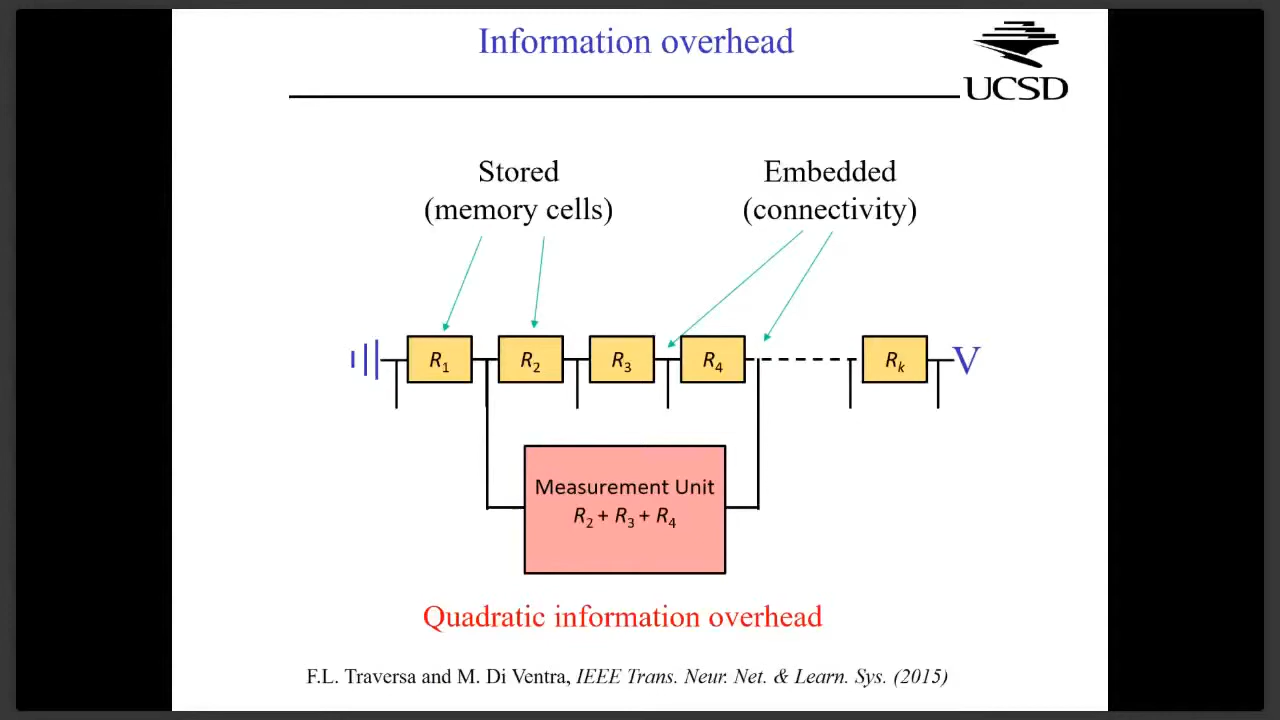 Information overhead
UCSD
Stored
(memory cells)
Embedded
(connectivity)
R1 R2 R3 R4 Rk V
Measurement Unit
R2 + R3 + R4
Quadratic information overhead
F.L. Traversa and M. Di Ventra, IEEE Trans. Neur. Net. & Learn. Sys. (2015)